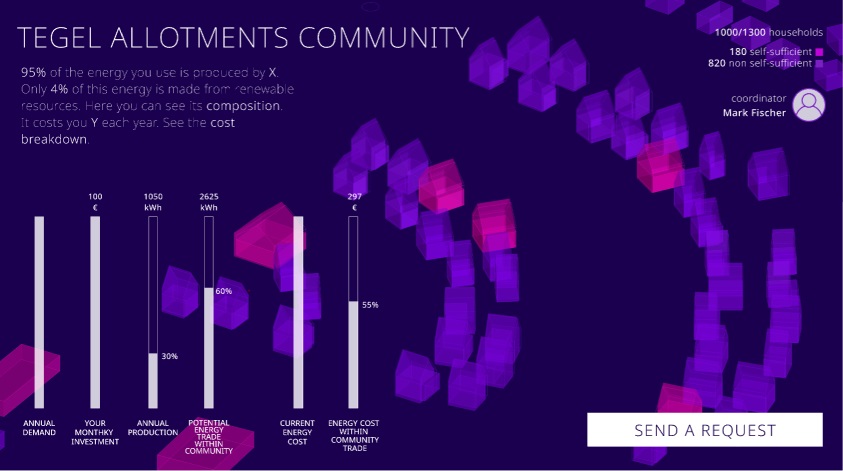 TEGEL ALLOTMENTS COMMUNITY
95% of the energy you use is produced by X.
Only 4% of this energy is made from renewable
resources. Here you can see its composition.
It costs you Y each year. See the cost
breakdown.
1000/1300 households
180 self-sufficient
820 non self-sufficient
coordinator
Mark Fischer
100
€
1050
kWh
2625
kWh
297
€
60%
55%
30%
ANNUAL
DEMAND
YOUR
MONTHKY
INVESTMENT
ANNUAL
PRODUCTION
POTENTIAL
ENERGY
TRADE
WITHIN
COMMUNITY
CURRENT
ENERGY
COST
ENERGY COST
WITHIN
COMMUNITY
TRADE
SEND A REQUEST